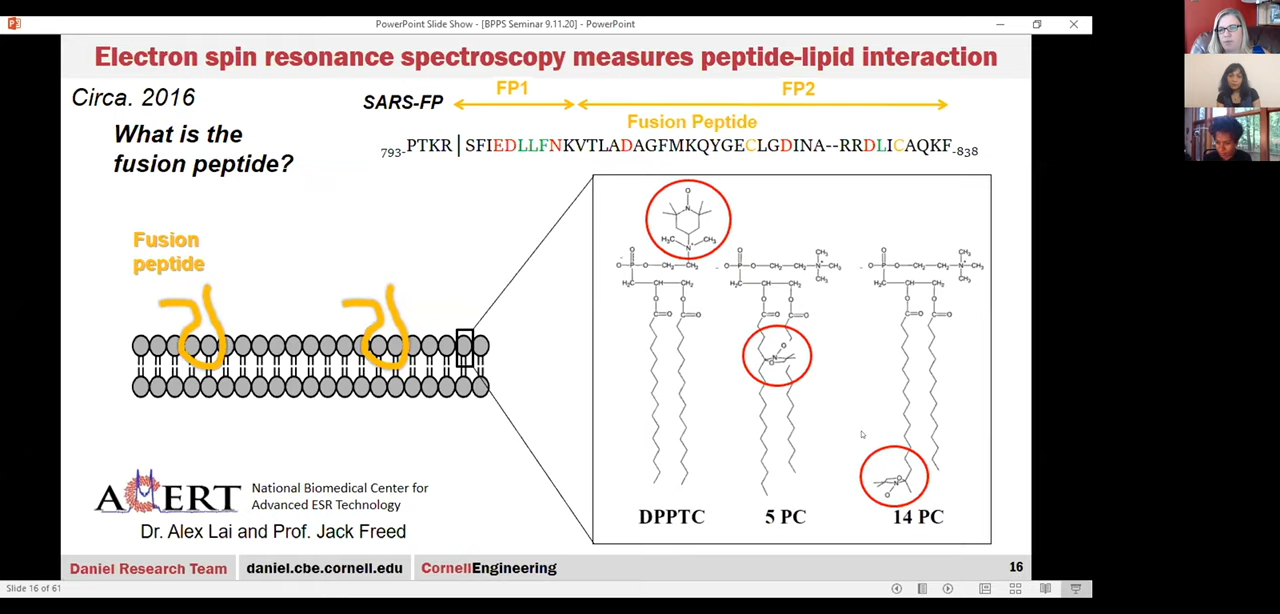 PowerPoint Slide Show - [BPPS Seminar 9.11.20] - PowerPoint
Electron spin resonance spectroscopy measures peptide-lipid interaction
Circa. 2016
SARS-FP
FP1
FP2
What is the
fusion peptide?
Fusion Peptide
793-PTKR | SFIEDLLFNKVTLADAGFMKQYGECLGDINA--RRDLICAQKF-838
Fusion
peptide
DPPTC
5 PC
14 PC
ACERT
National Biomedical Center for
Advanced ESR Technology
Dr. Alex Lai and Prof. Jack Freed
Daniel Research Team
daniel.cbe.cornell.edu
CornellEngineering
16
Slide 16 of 61